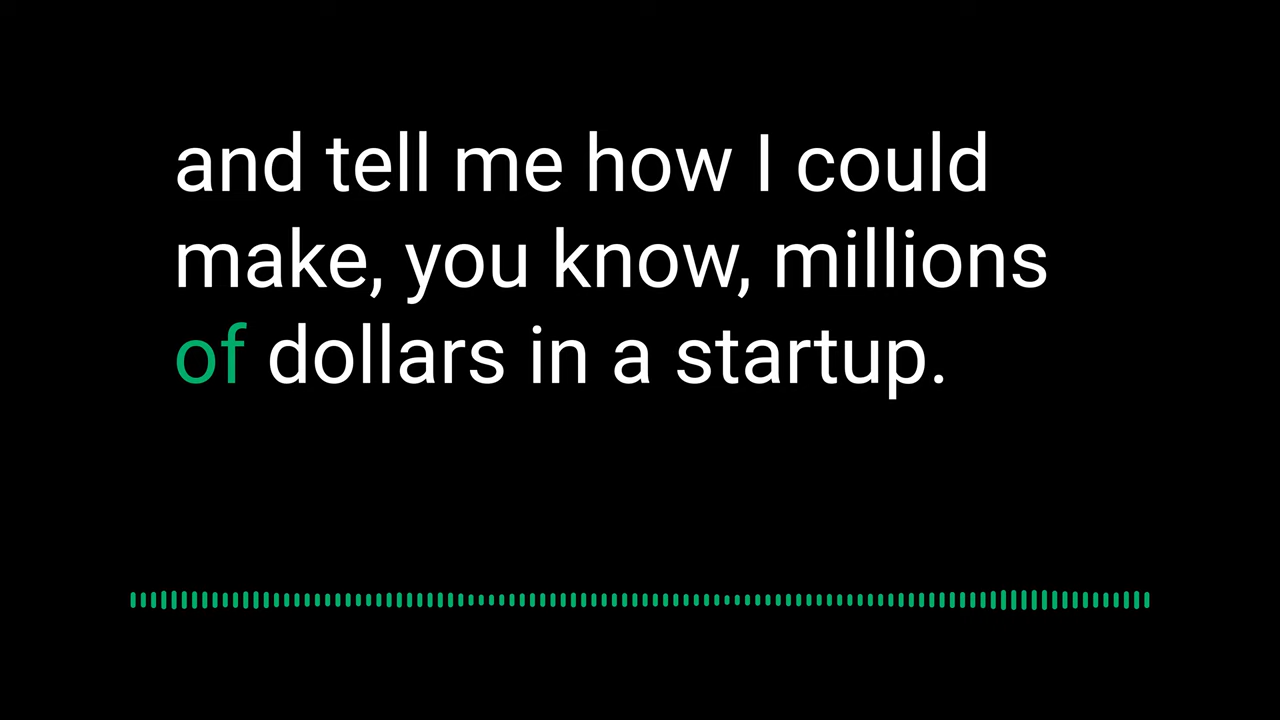 and tell me how I could
make, you know, millions
of dollars in a startup.